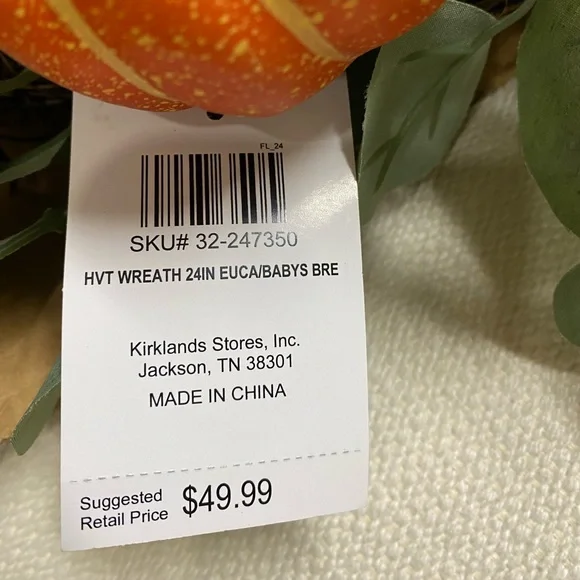 FL_24
SKU# 32-247350
HVT WREATH 24IN EUCA/BABYS BRE
Kirklands Stores, Inc.
Jackson, TN 38301
MADE IN CHINA
Suggested
Retail Price $49.99